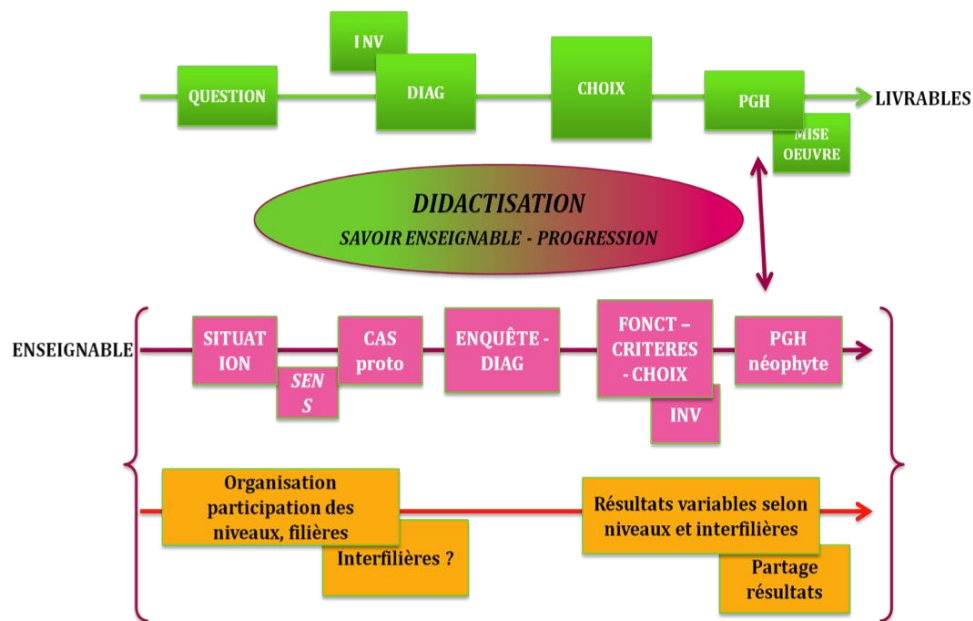 INV
QUESTION
DIAG
CHOIX
PGH
LIVRABLES
MISE
OEUVRE
DIDACTISATION
SAVOIR ENSEIGNABLE - PROGRESSION
ENSEIGNABLE
SITUAT
ION
SEN
S
CAS
proto
ENQUÊTE -
DIAG
FONCT –
CRITERES
- CHOIX
INV
PGH
néophyte
Organisation
participation des
niveaux, filières
Interfilières ?
Résultats variables selon
niveaux et interfilières
Partage
résultats